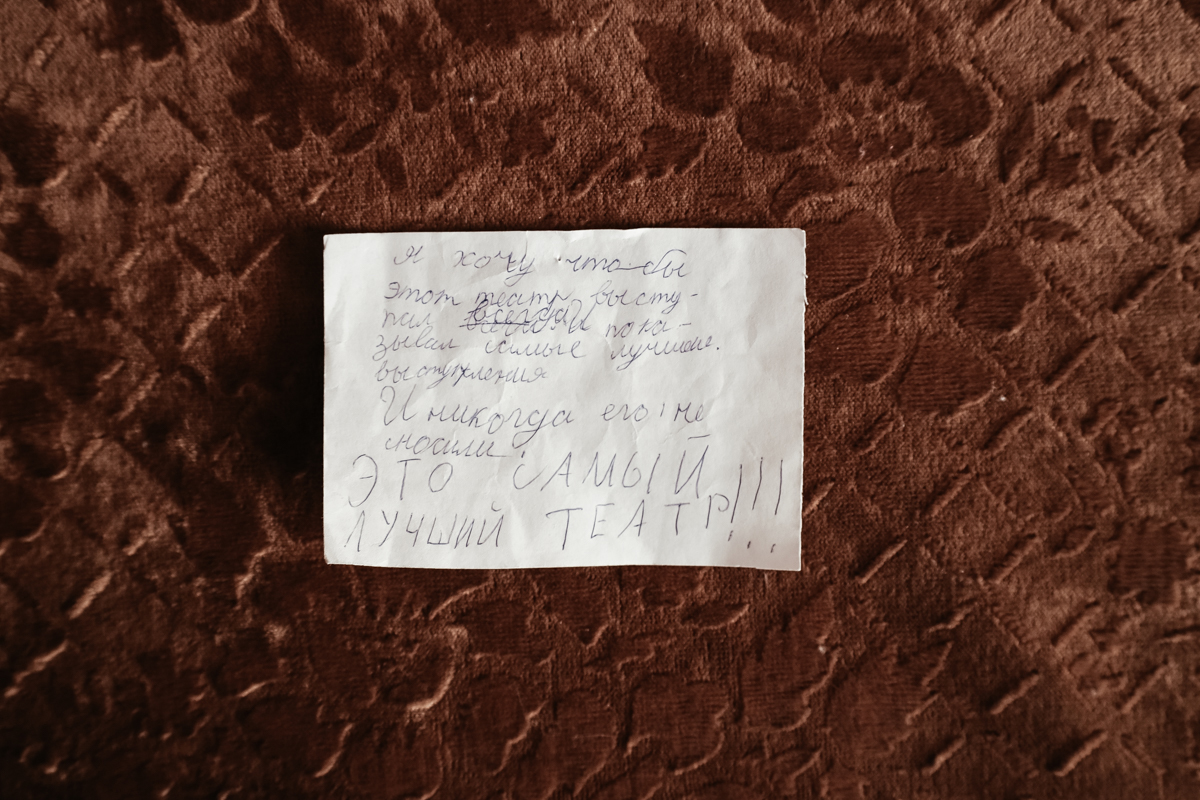 я хочу что бы
этот театр высту-
пал всегда И пока-
зывал самые лучшие.
выступления
И никогда его не
сносили!
ЭТО САМЫЙ
ЛУЧШИЙ ТЕАТР!!!